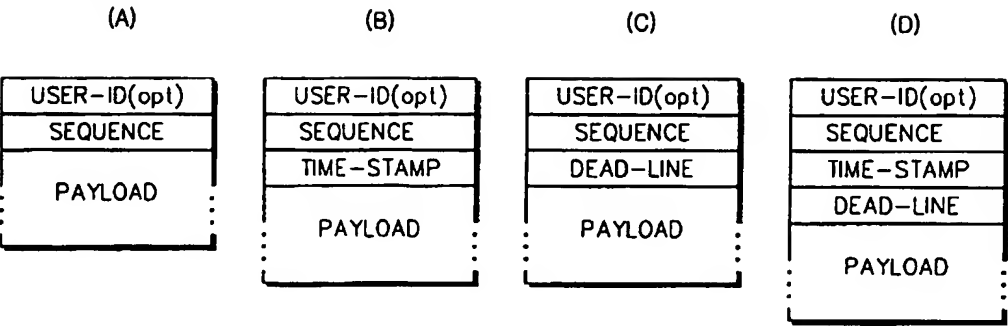 (A)
USER-ID(opt)
SEQUENCE
PAYLOAD
(B)
USER-ID(opt)
SEQUENCE
TIME-STAMP
PAYLOAD
(C)
USER-ID(opt)
SEQUENCE
DEAD-LINE
PAYLOAD
(D)
USER-ID(opt)
SEQUENCE
TIME-STAMP
DEAD-LINE
PAYLOAD